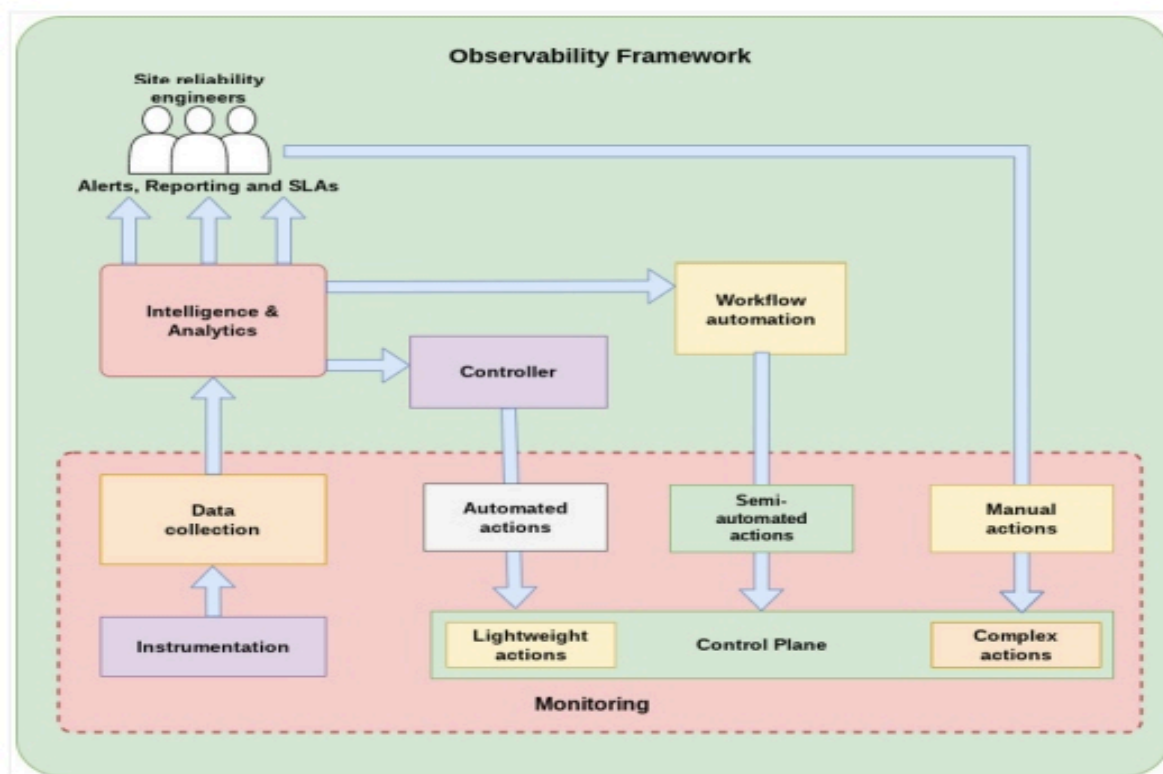 Observability Framework
Site reliability
engineers
Alerts, Reporting and SLAs
Intelligence &
Analytics
Workflow
automation
Controller
Data
collection
Automated
actions
Semi-
automated
actions
Manual
actions
Instrumentation
Lightweight
actions
Control Plane
Complex
actions
Monitoring